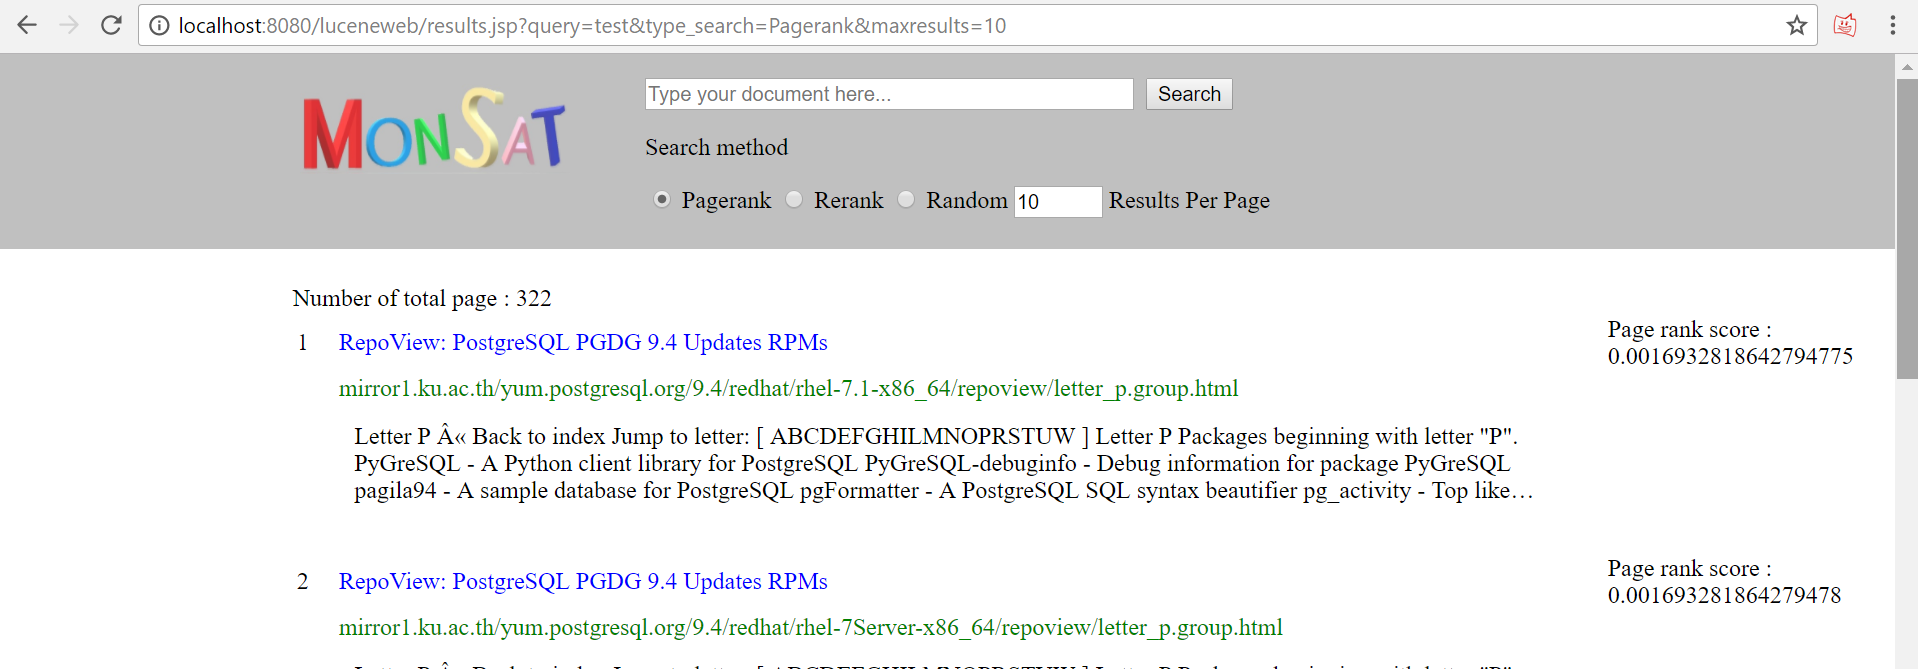 localhost:8080/luceneweb/results.jsp?query=test&type_search=Pagerank&maxresults=10
MonSat
Type your document here...
Search
Search method
Pagerank Rerank Random 10 Results Per Page
Number of total page : 322
1 RepoView: PostgreSQL PGDG 9.4 Updates RPMs
Page rank score :
0.0016932818642794775
mirror1.ku.ac.th/yum.postgresql.org/9.4/redhat/rhel-7.1-x86_64/repoview/letter_p.group.html
Letter P Â« Back to index Jump to letter: [ ABCDEFGHILMNOPRSTUW ] Letter P Packages beginning with letter "P".
PyGreSQL - A Python client library for PostgreSQL PyGreSQL-debuginfo - Debug information for package PyGreSQL
pagila94 - A sample database for PostgreSQL pgFormatter - A PostgreSQL SQL syntax beautifier pg_activity - Top like…
2 RepoView: PostgreSQL PGDG 9.4 Updates RPMs
Page rank score :
0.001693281864279478
mirror1.ku.ac.th/yum.postgresql.org/9.4/redhat/rhel-7Server-x86_64/repoview/letter_p.group.html